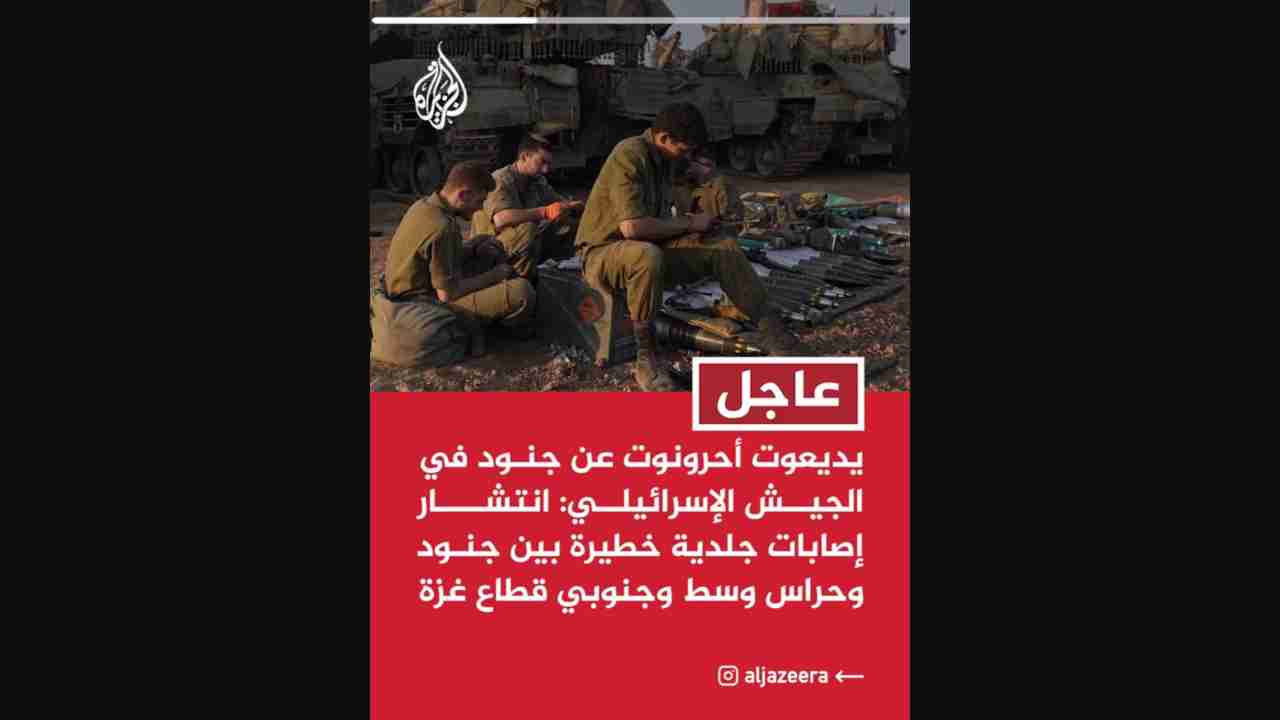 الجزيرة
عاجل
يديعوت أحرونوت عن جنود في
الجيش الإسرائيلي: انتشار
إصابات جلدية خطيرة بين جنود
وحراس وسط وجنوبي قطاع غزة
aljazeera